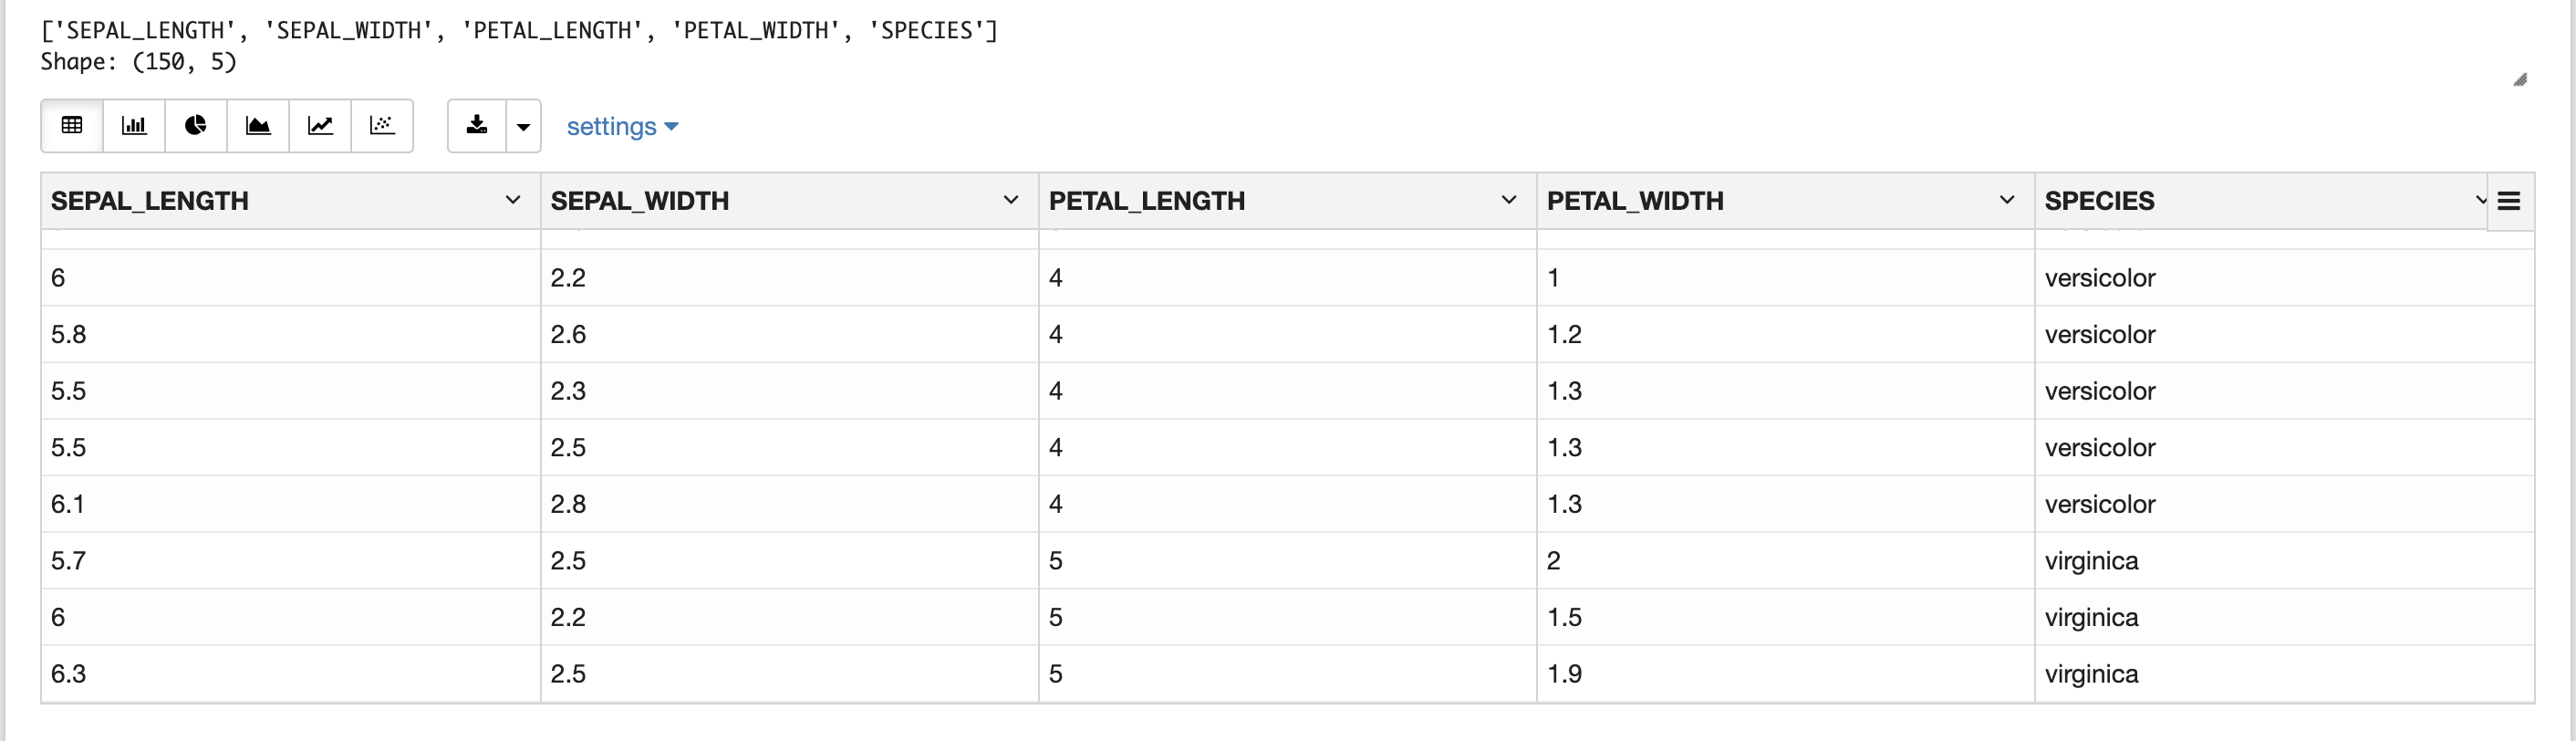 ['SEPAL_LENGTH', 'SEPAL_WIDTH', 'PETAL_LENGTH', 'PETAL_WIDTH', 'SPECIES']
Shape: (150, 5)
settings
SEPAL_LENGTH SEPAL_WIDTH PETAL_LENGTH PETAL_WIDTH SPECIES
6 2.2 4 1 versicolor
5.8 2.6 4 1.2 versicolor
5.5 2.3 4 1.3 versicolor
5.5 2.5 4 1.3 versicolor
6.1 2.8 4 1.3 versicolor
5.7 2.5 5 2 virginica
6 2.2 5 1.5 virginica
6.3 2.5 5 1.9 virginica